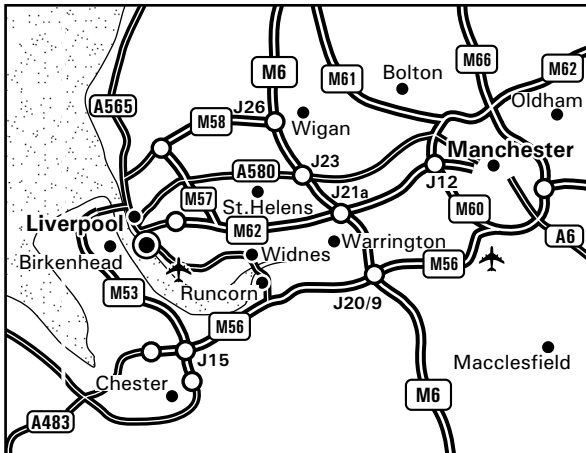 M66
M6
M61
Bolton
M62
Oldham
A565
J26
M58
Wigan
Manchester
A580
J23
J12
M57
St.Helens
J21a
M60
Liverpool
M62
Warrington
A6
Birkenhead
Widnes
M56
M53
Runcorn
J20/9
M56
J15
Macclesfield
Chester
M6
A483